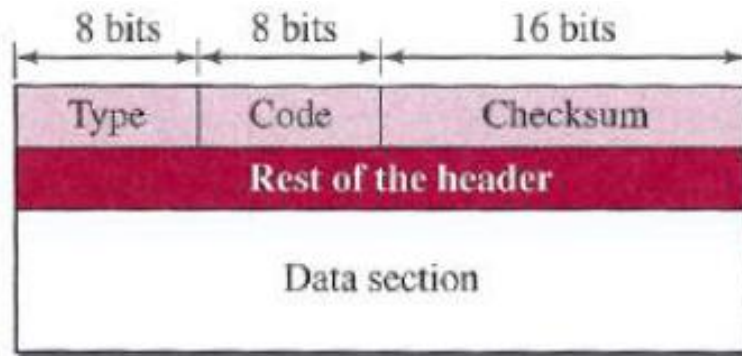 8 bits 8 bits 16 bits
Type Code Checksum
Rest of the header
Data section